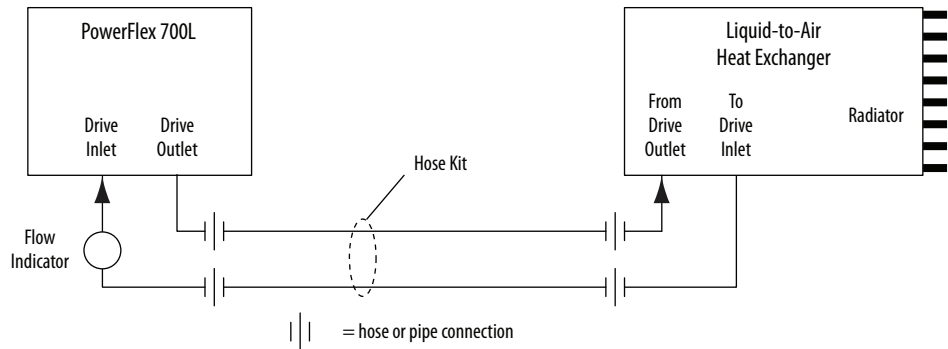 PowerFlex 700L
Drive
Inlet
Drive
Outlet
Liquid-to-Air
Heat Exchanger
From
Drive
Outlet
To
Drive
Inlet
Radiator
Hose Kit
Flow
Indicator
= hose or pipe connection